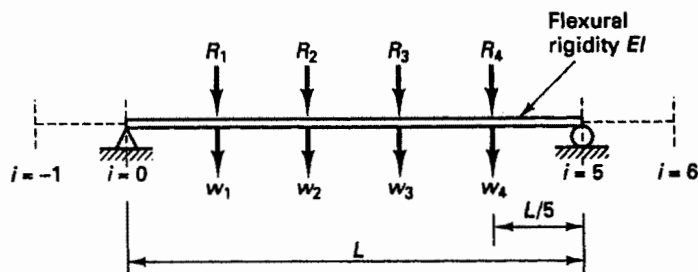 Flexural
rigidity EI
R₁ R₂ R₃ R₄
i = -1 i = 0 w₁ w₂ w₃ w₄ i = 5 i = 6
L/5
L